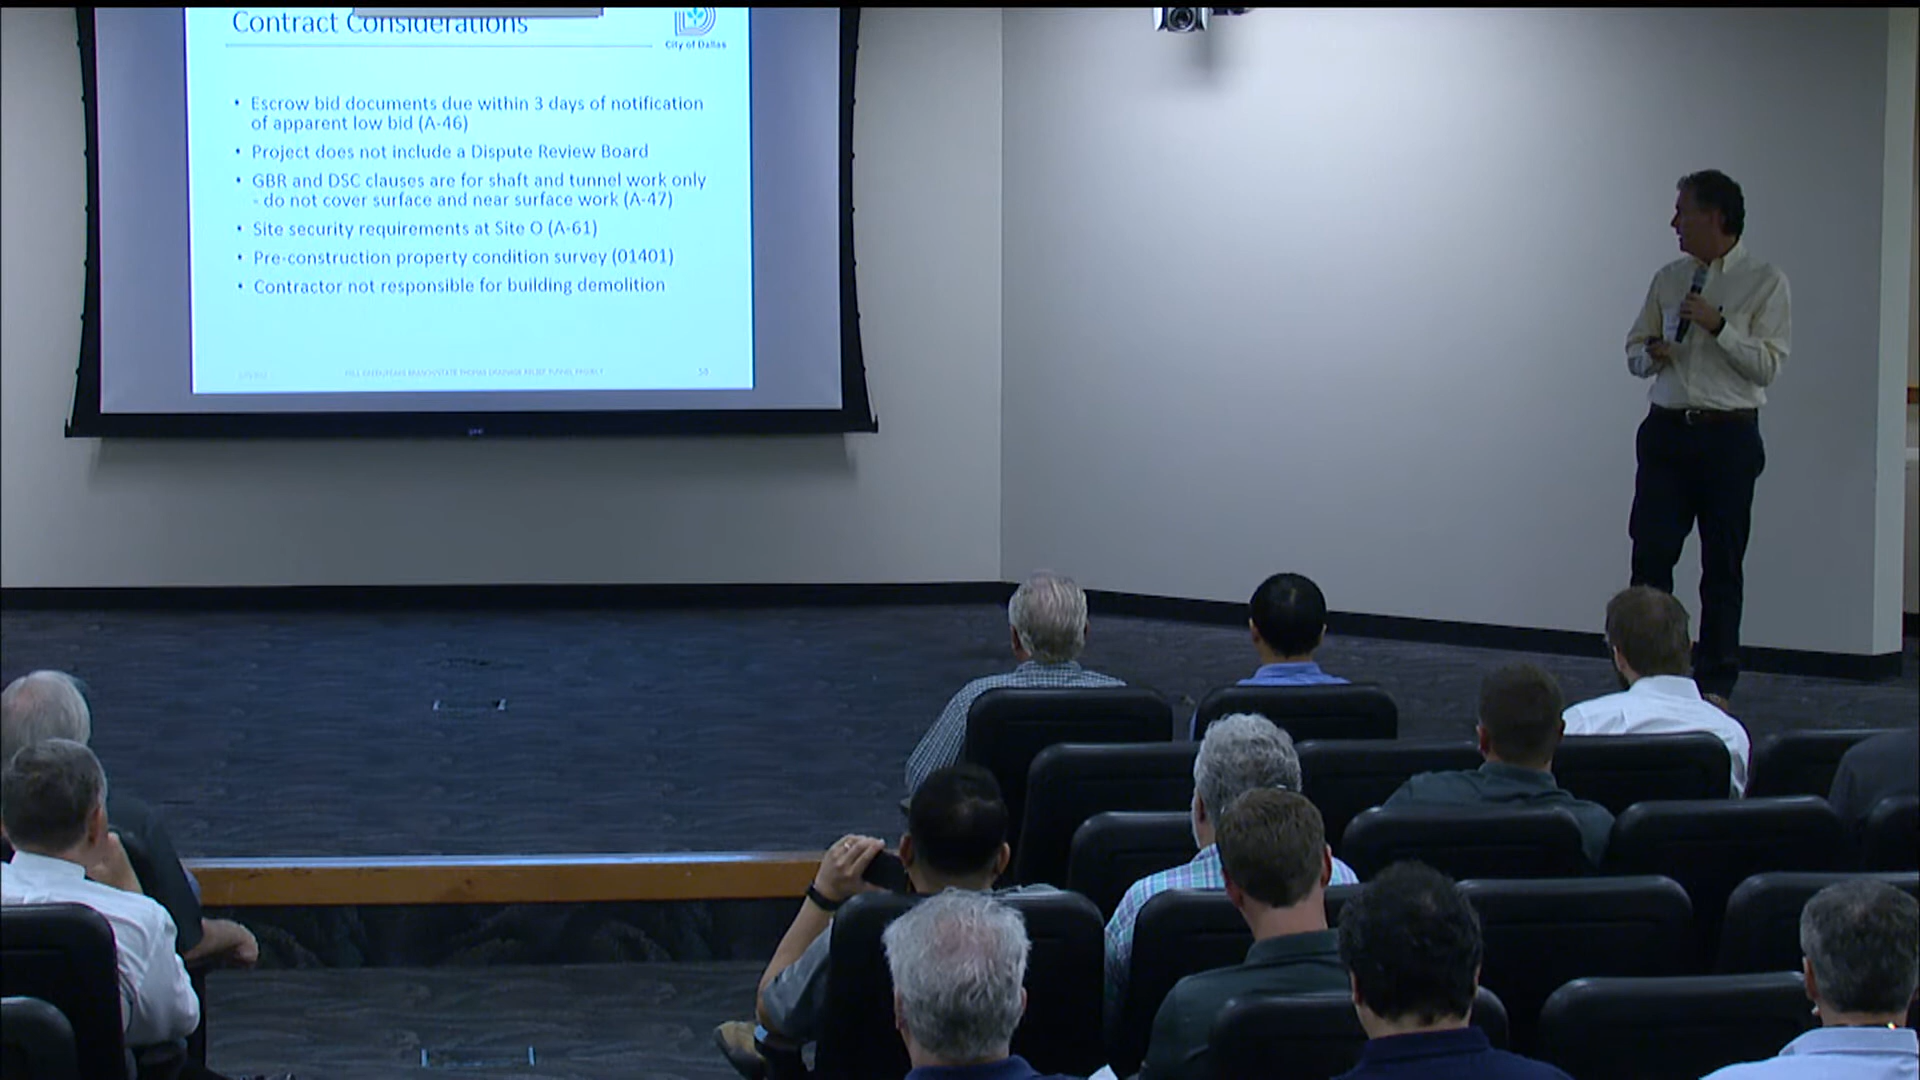 Contract Considerations
City of Dallas
• Escrow bid documents due within 3 days of notification
of apparent low bid (A-46)
• Project does not include a Dispute Review Board
• GBR and DSC clauses are for shaft and tunnel work only
- do not cover surface and near surface work (A-47)
• Site security requirements at Site O (A-61)
• Pre-construction property condition survey (01401)
• Contractor not responsible for building demolition